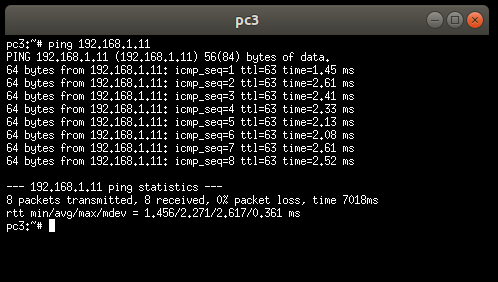 pc3
pc3:~# ping 192.168.1.11
PING 192.168.1.11 (192.168.1.11) 56(84) bytes of data.
64 bytes from 192.168.1.11: icmp_seq=1 ttl=63 time=1.45 ms
64 bytes from 192.168.1.11: icmp_seq=2 ttl=63 time=2.61 ms
64 bytes from 192.168.1.11: icmp_seq=3 ttl=63 time=2.41 ms
64 bytes from 192.168.1.11: icmp_seq=4 ttl=63 time=2.33 ms
64 bytes from 192.168.1.11: icmp_seq=5 ttl=63 time=2.13 ms
64 bytes from 192.168.1.11: icmp_seq=6 ttl=63 time=2.08 ms
64 bytes from 192.168.1.11: icmp_seq=7 ttl=63 time=2.61 ms
64 bytes from 192.168.1.11: icmp_seq=8 ttl=63 time=2.52 ms
--- 192.168.1.11 ping statistics ---
8 packets transmitted, 8 received, 0% packet loss, time 7018ms
rtt min/avg/max/mdev = 1.456/2.271/2.617/0.361 ms
pc3:~#